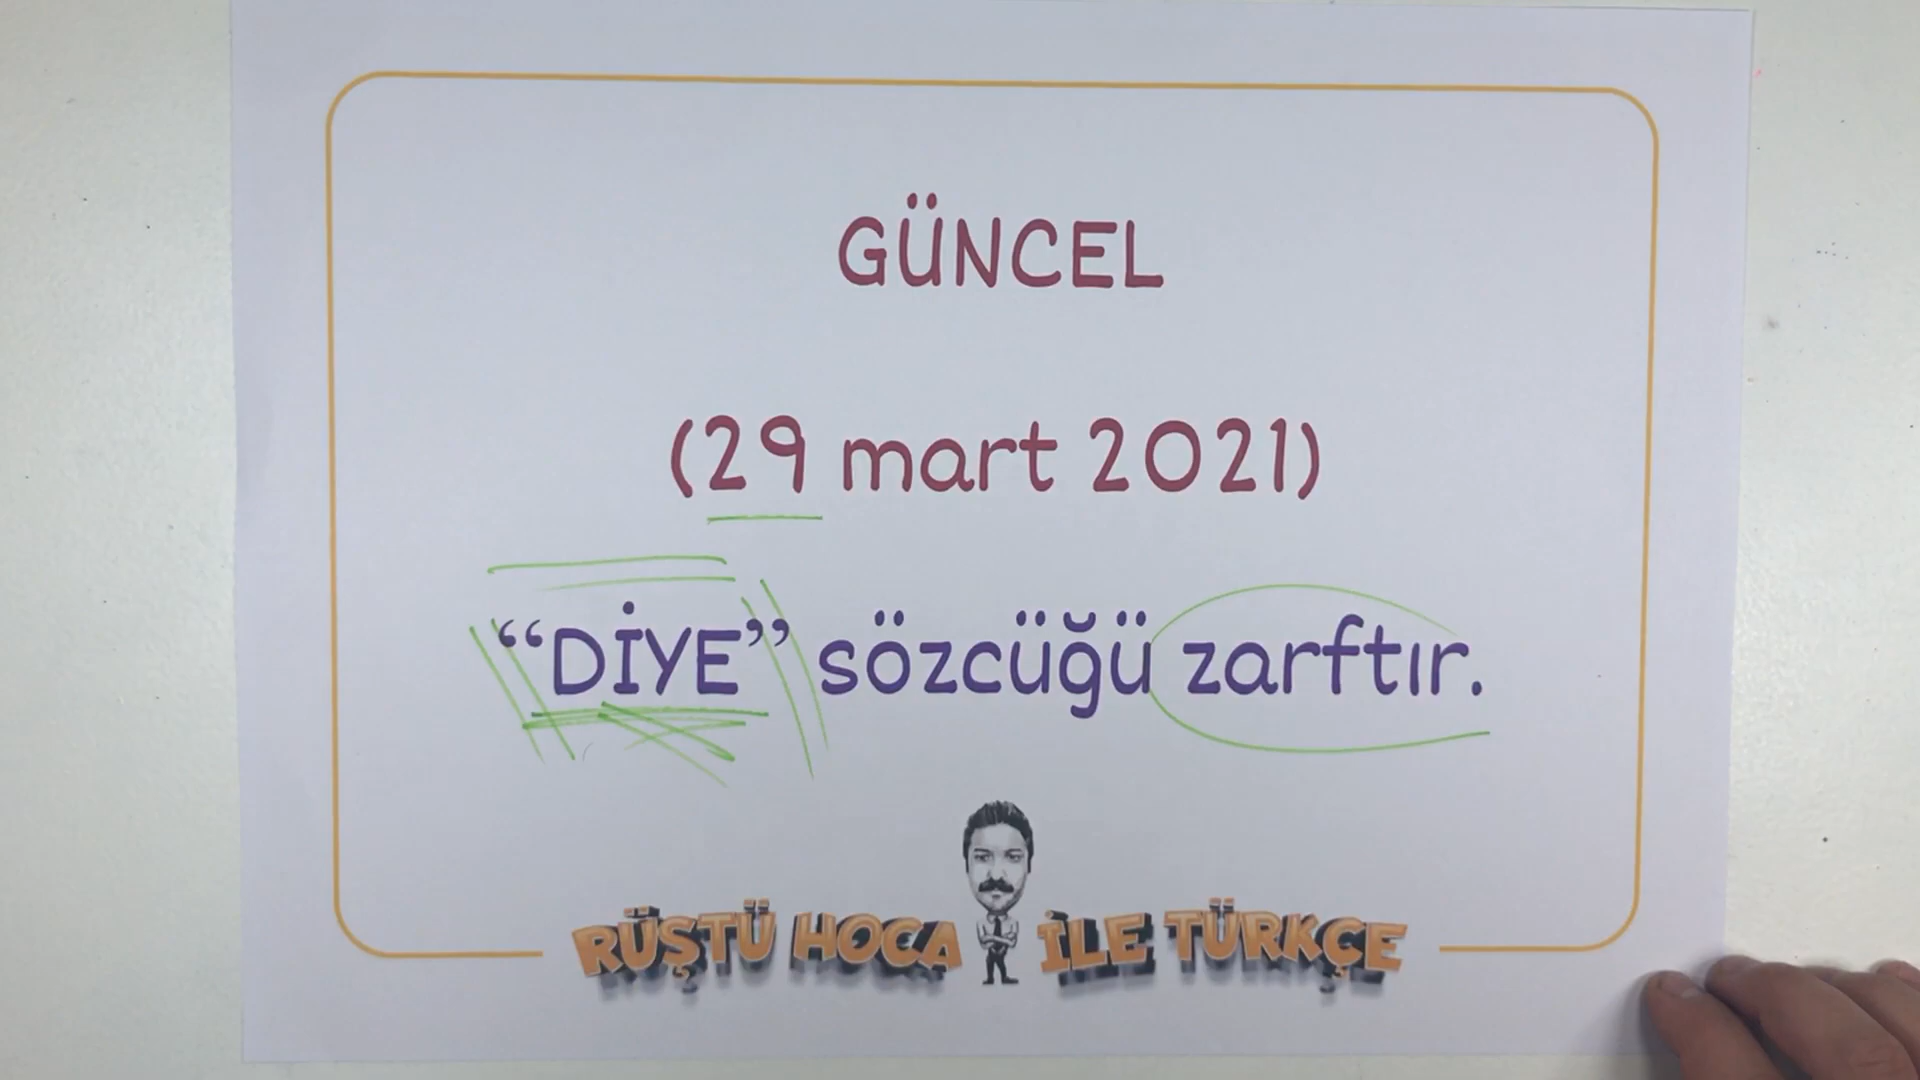 GÜNCEL
(29 mart 2021)
“DİYE” sözcüğü zarftır.
RÜŞTÜ HOCA İLE TÜRKÇE